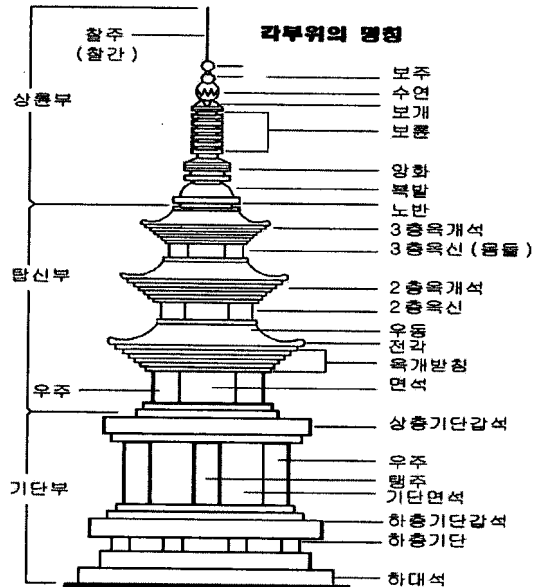 각부위의 명칭
찰주
(찰간)
상륜부
보주
수연
보개
보륜
앙화
복발
노반
3층옥개석
3층옥신(몸돌)
탑신부
2층옥개석
2층옥신
우동
전각
옥개받침
우주
면석
상층기단갑석
기단부
우주
탱주
기단면석
하층기단갑석
하층기단
하대석